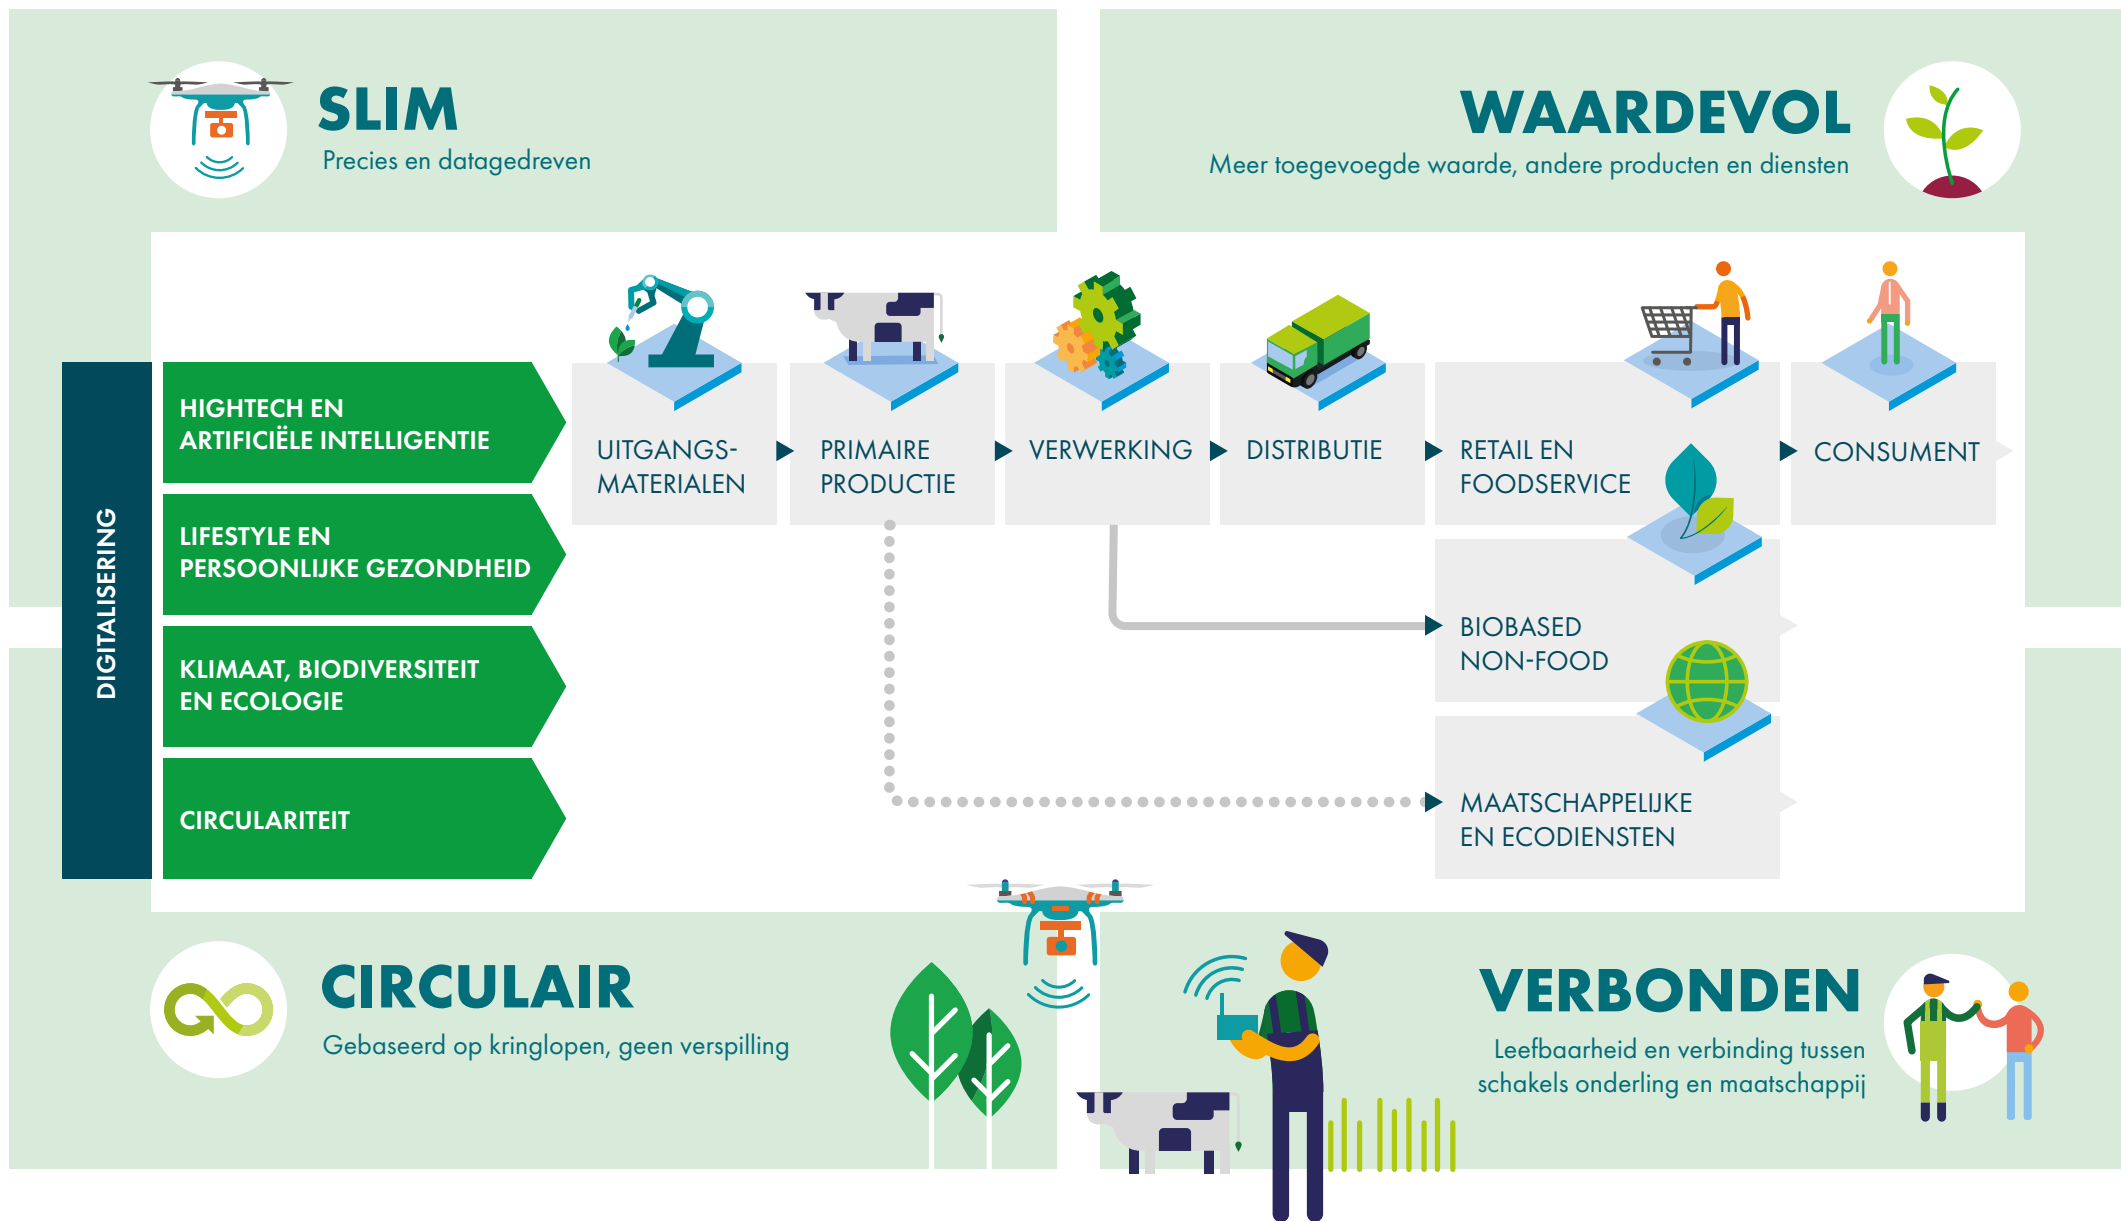 SLIM
Precies en datagedreven
WAARDEVOL
Meer toegevoegde waarde, andere producten en diensten
DIGITALISERING
HIGHTECH EN
ARTIFICIËLE INTELLIGENTIE
LIFESTYLE EN
PERSOONLIJKE GEZONDHEID
KLIMAAT, BIODIVERSITEIT
EN ECOLOGIE
CIRCULARITEIT
UITGANGS-
MATERIALEN
PRIMAIRE
PRODUCTIE
VERWERKING
DISTRIBUTIE
RETAIL EN
FOODSERVICE
CONSUMENT
BIOBASED
NON-FOOD
MAATSCHAPPELIJKE
EN ECODIENSTEN
CIRCULAIR
Gebaseerd op kringlopen, geen verspilling
VERBONDEN
Leefbaarheid en verbinding tussen
schakels onderling en maatschappij